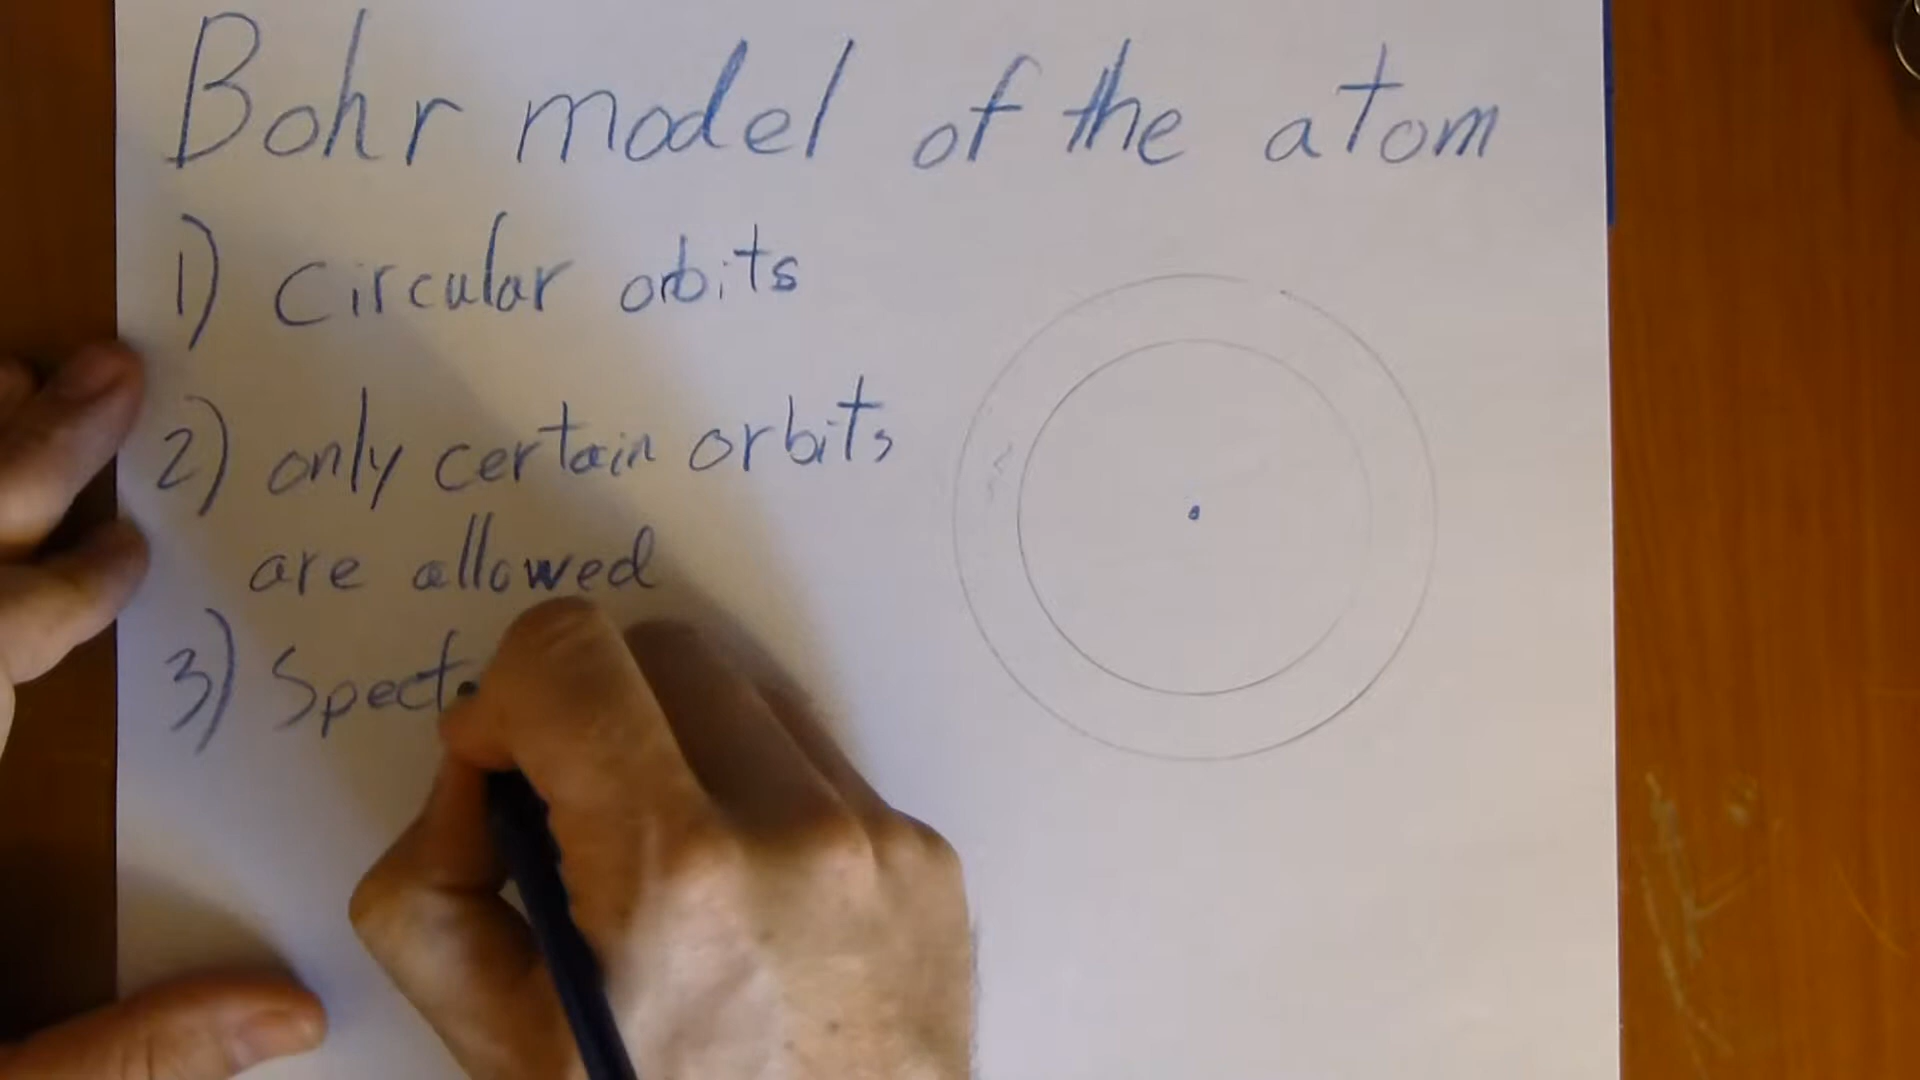 Bohr model of the atom
1) Circular orbits
2) only certain orbits
are allowed
3) Spect